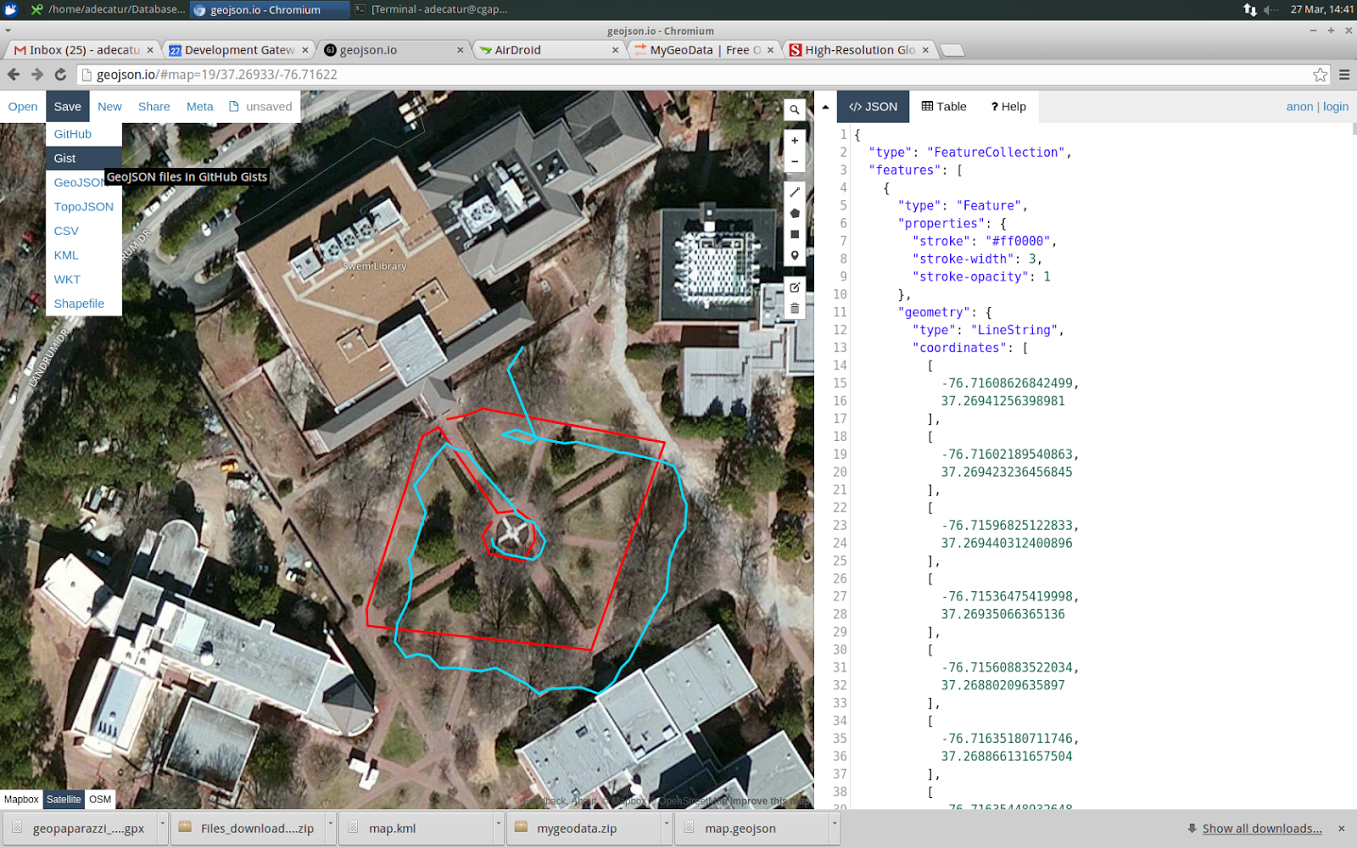 /home/adecatur/Database...
geojson.io - Chromium
[Terminal - adecatur@cgap...
27 Mar, 14:41
geojson.io - Chromium
Inbox (25) - adecatu
27 Development Gatew
geojson.io
AirDroid
MyGeoData | Free O
High-Resolution Glo
geojson.io/#map=19/37.26933/-76.71622
Open Save New Share Meta unsaved
</> JSON Table ? Help
anon | login
GitHub
Gist
GeoJSON
GeoJSON files in GitHub Gists
TopoJSON
CSV
KML
WKT
Shapefile
RUM DR
LANDRUM DR
Swem Library
1 {
2 "type": "FeatureCollection",
3 "features": [
4 {
5 "type": "Feature",
6 "properties": {
7 "stroke": "#ff0000",
8 "stroke-width": 3,
9 "stroke-opacity": 1
10 },
11 "geometry": {
12 "type": "LineString",
13 "coordinates": [
14 [
15 -76.71608626842499,
16 37.26941256398981
17 ],
18 [
19 -76.71602189540863,
20 37.269423236456845
21 ],
22 [
23 -76.71596825122833,
24 37.269440312400896
25 ],
26 [
27 -76.71536475419998,
28 37.26935066365136
29 ],
30 [
31 -76.71560883522034,
32 37.26880209635897
33 ],
34 [
35 -76.71635180711746,
36 37.268866131657504
37 ],
38 [
39 -76.71635448932648
Mapbox Satellite OSM
Feedback, About, © Mapbox © OpenStreetMap Improve this map
geopaparazzi_....gpx
Files_download....zip
map.kml
mygeodata.zip
map.geojson
Show all downloads...